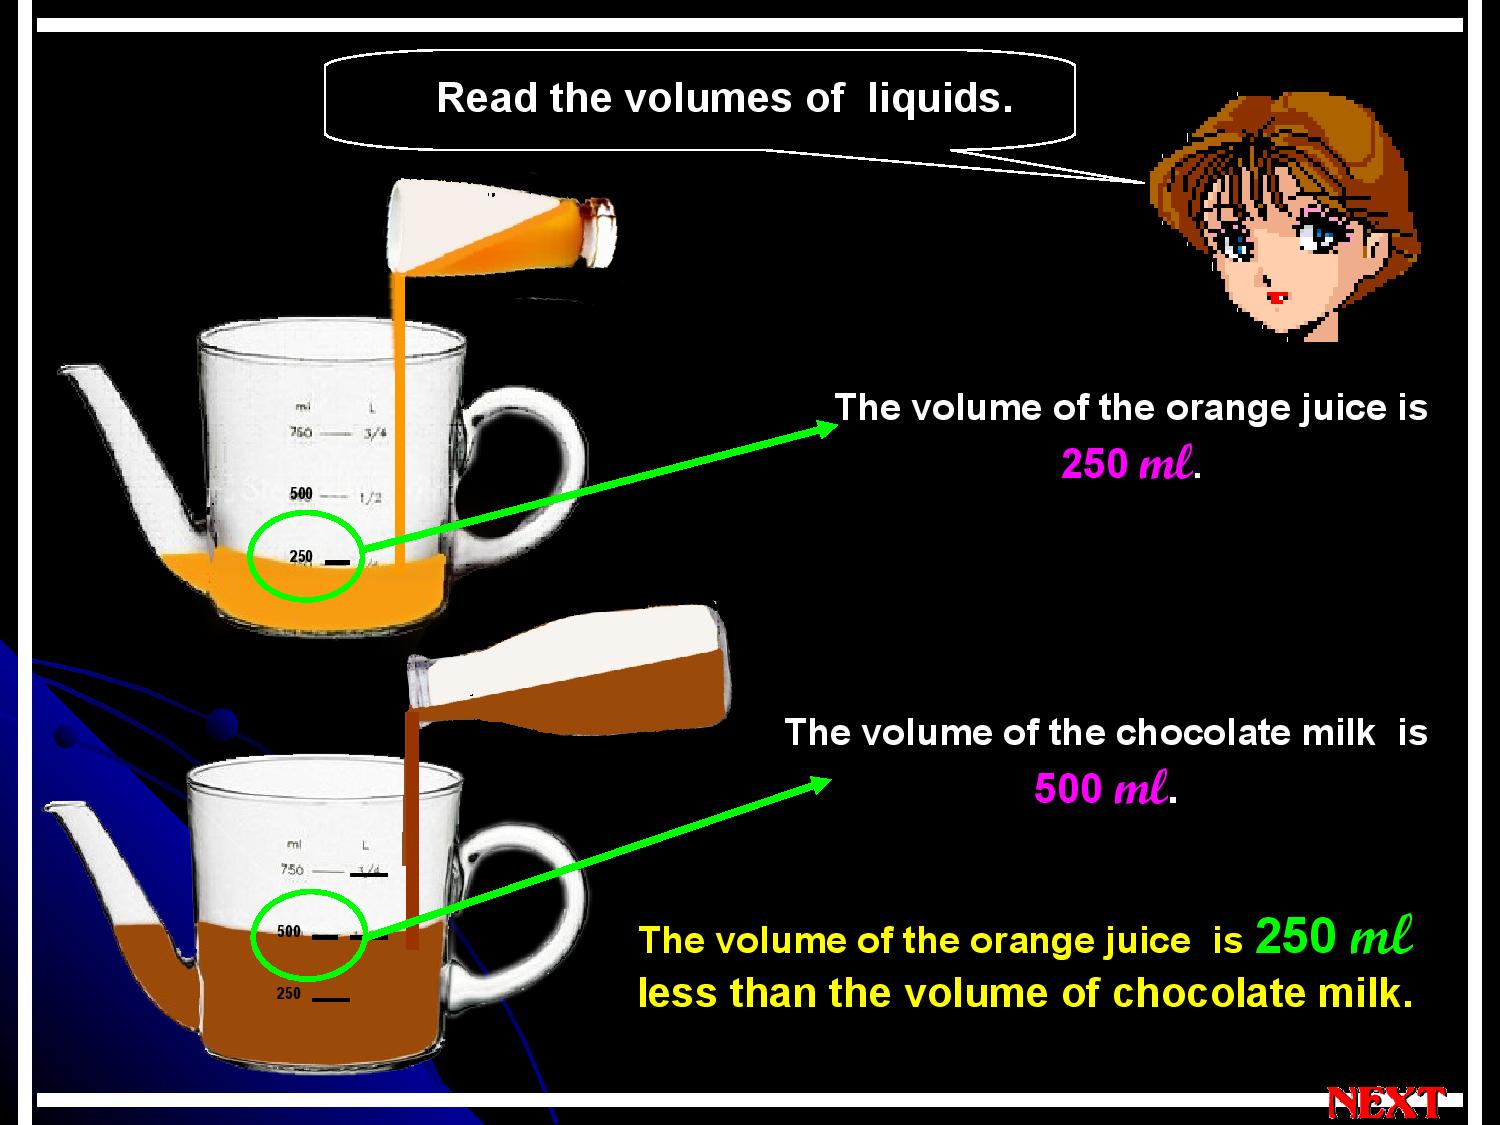 Read the volumes of liquids.
ml L
750 3/4
500 1/2
250
The volume of the orange juice is
250 ml.
The volume of the chocolate milk is
500 ml.
ml L
750 3/4
500
250
The volume of the orange juice is 250 ml
less than the volume of chocolate milk.
NEXT